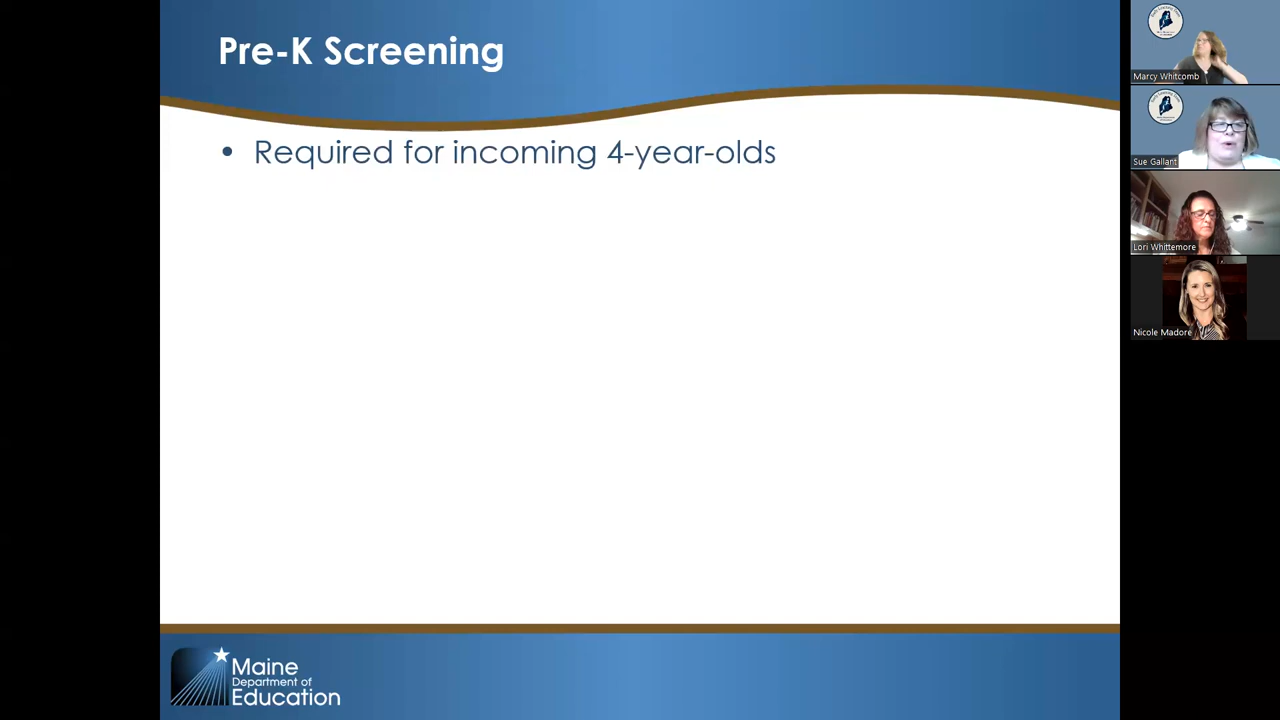 Pre-K Screening
• Required for incoming 4-year-olds
Maine
Department of
Education
Marcy Whitcomb
Sue Gallant
Lori Whittemore
Nicole Madore